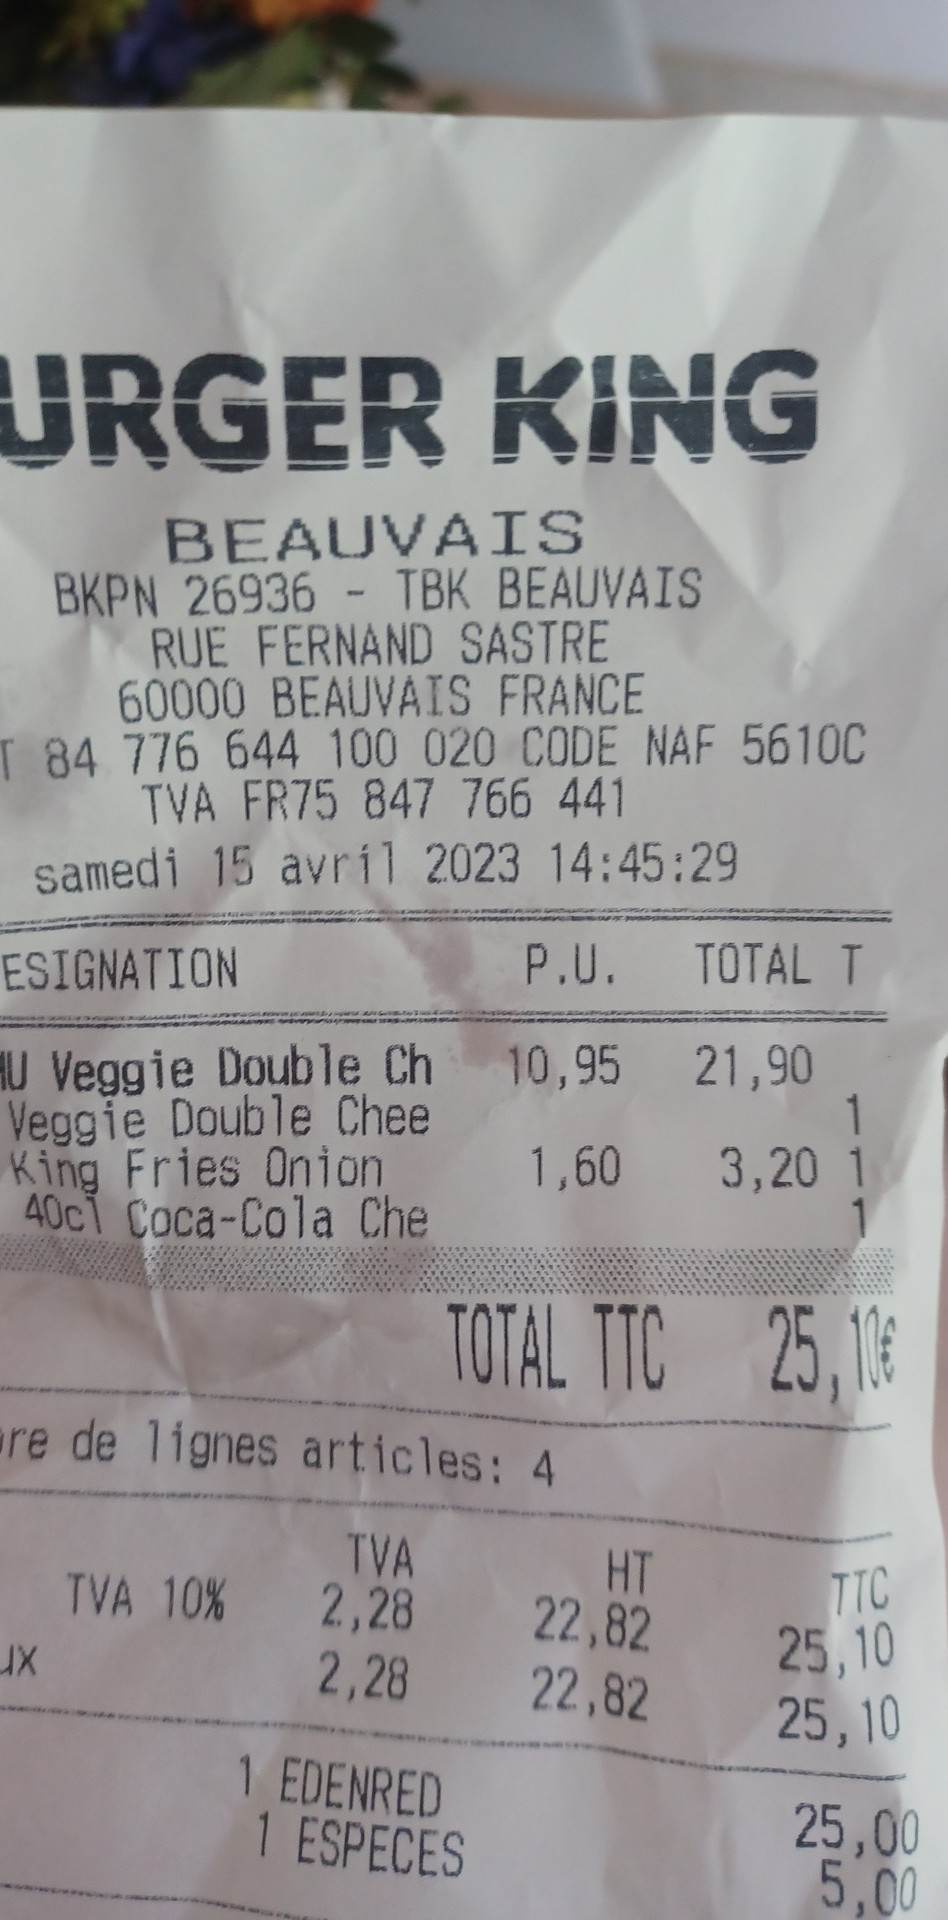 URGER KING
BEAUVAIS
BKPN 26936 - TBK BEAUVAIS
RUE FERNAND SASTRE
60000 BEAUVAIS FRANCE
T 84 776 644 100 020 CODE NAF 5610C
TVA FR75 847 766 441
samedi 15 avril 2023 14:45:29
ESIGNATION P.U. TOTAL T
NU Veggie Double Ch 10,95 21,90
Veggie Double Chee 1
King Fries Onion 1,60 3,20 1
40cl Coca-Cola Che 1
TOTAL TTC 25,10€
re de lignes articles: 4
TVA HT TTC
TVA 10% 2,28 22,82 25,10
ux 2,28 22,82 25,10
1 EDENRED 25,00
1 ESPECES 5,00